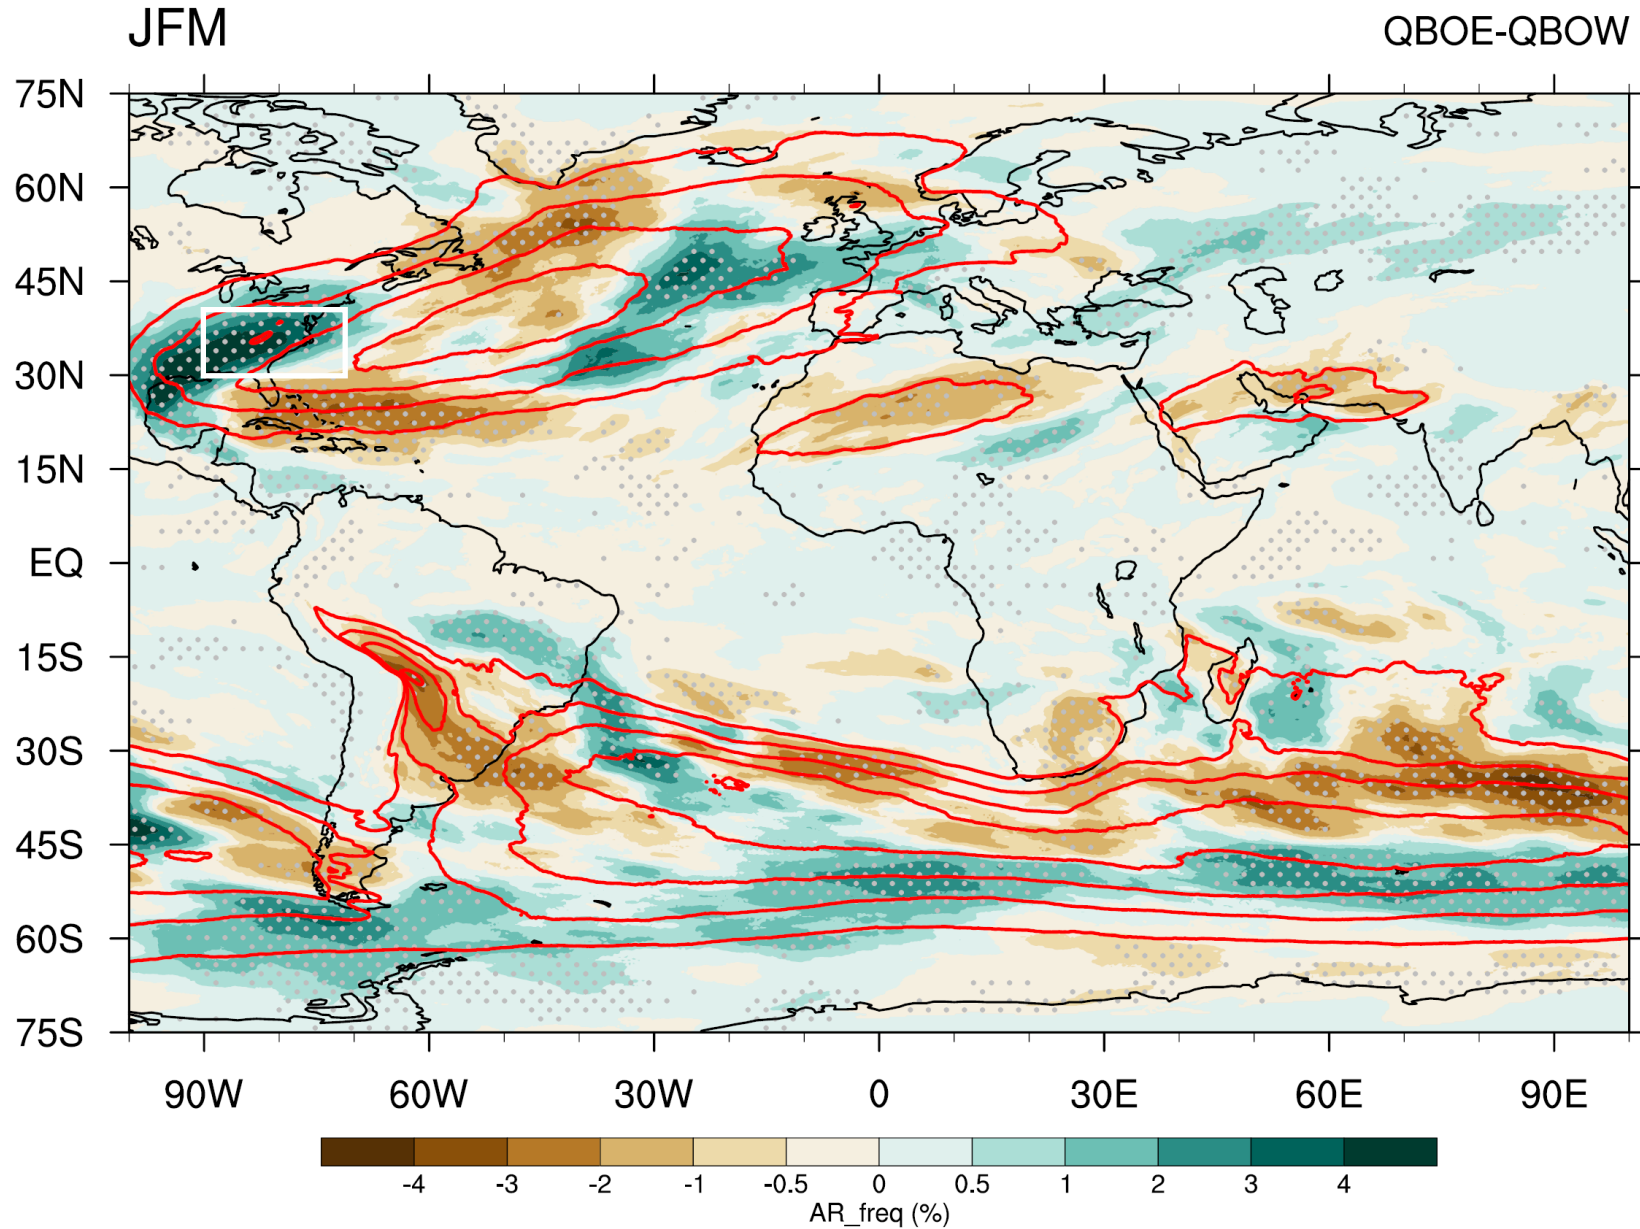 JFM QBOE-QBOW
75N
60N
45N
30N
15N
EQ
15S
30S
45S
60S
75S
90W 60W 30W 0 30E 60E 90E
-4 -3 -2 -1 -0.5 0 0.5 1 2 3 4
AR_freq (%)